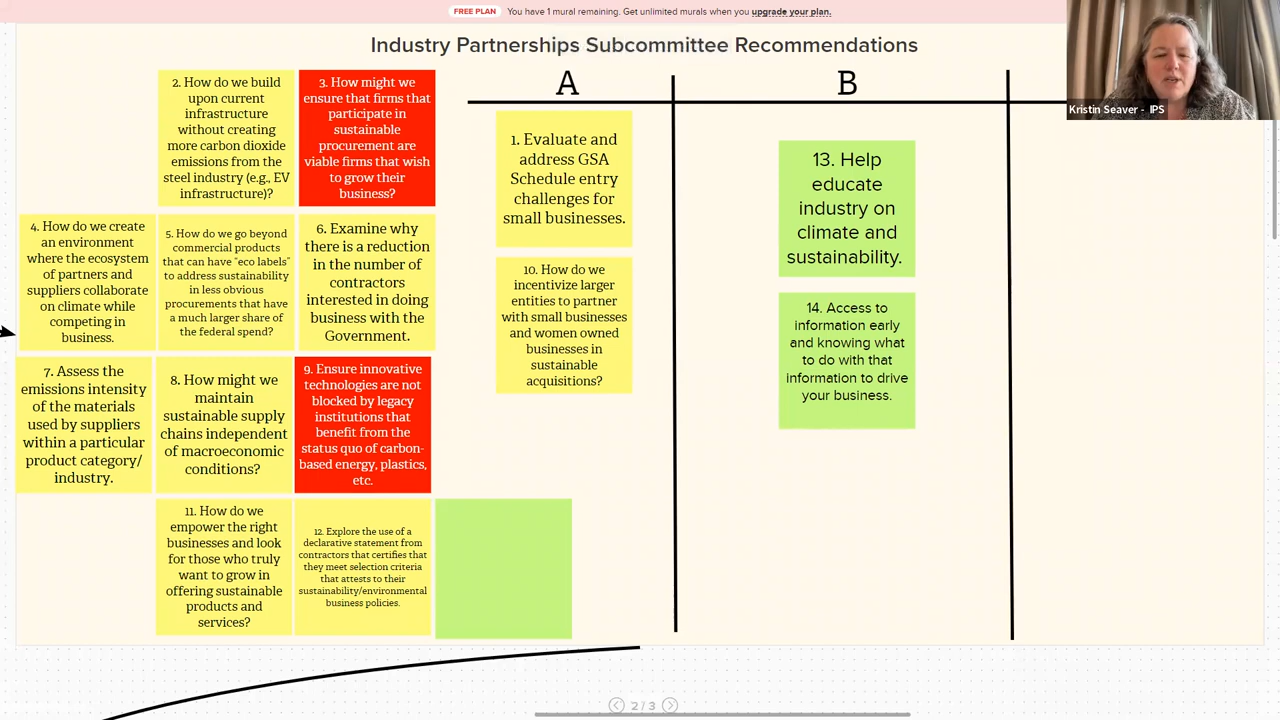 FREE PLAN You have 1 mural remaining. Get unlimited murals when you upgrade your plan.
Industry Partnerships Subcommittee Recommendations
Kristin Seaver - IPS
2. How do we build
upon current
infrastructure
without creating
more carbon dioxide
emissions from the
steel industry (e.g., EV
infrastructure)?
3. How might we
ensure that firms that
participate in
sustainable
procurement are
viable firms that wish
to grow their
business?
4. How do we create
an environment
where the ecosystem
of partners and
suppliers collaborate
on climate while
competing in
business.
5. How do we go beyond
commercial products
that can have "eco labels"
to address sustainability
in less obvious
procurements that have
a much larger share of
the federal spend?
6. Examine why
there is a reduction
in the number of
contractors
interested in doing
business with the
Government.
7. Assess the
emissions intensity
of the materials
used by suppliers
within a particular
product category/
industry.
8. How might we
maintain
sustainable supply
chains independent
of macroeconomic
conditions?
9. Ensure innovative
technologies are not
blocked by legacy
institutions that
benefit from the
status quo of carbon-
based energy, plastics,
etc.
11. How do we
empower the right
businesses and look
for those who truly
want to grow in
offering sustainable
products and
services?
12. Explore the use of a
declarative statement from
contractors that certifies that
they meet selection criteria
that attests to their
sustainability/environmental
business policies.
A
1. Evaluate and
address GSA
Schedule entry
challenges for
small businesses.
10. How do we
incentivize larger
entities to partner
with small businesses
and women owned
businesses in
sustainable
acquisitions?
B
13. Help
educate
industry on
climate and
sustainability.
14. Access to
information early
and knowing what
to do with that
information to drive
your business.
2/3